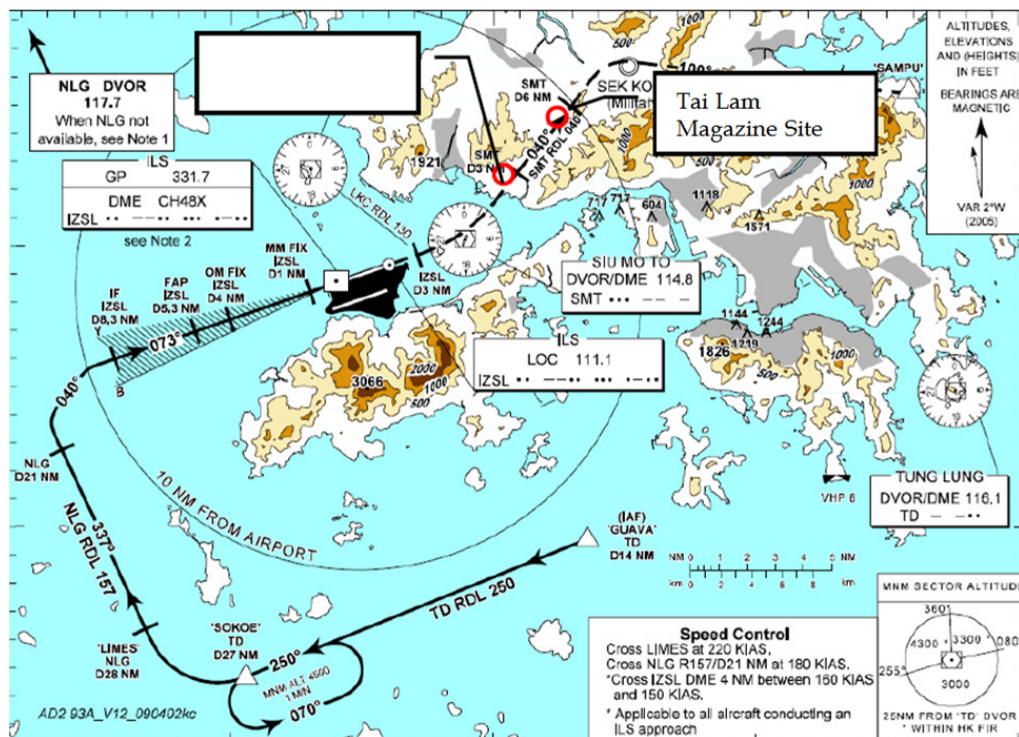 NLG DVOR
117.7
When NLG not
available, see Note 1
ILS
GP 331.7
DME CH48X
IZSL
see Note 2
1921
1000
500
SMT
D6 NM
SEK KO
(Milita
100°
'SAMPU'
Tai Lam
Magazine Site
ALTITUDES,
ELEVATIONS
AND (HEIGHTS)
IN FEET
BEARINGS ARE
MAGNETIC
VAR 2°W
(2005)
040°
SMT RDL 040°
SMT
D3 NM
1000
500
1000
LKC RDL 130
717
717
604
1118
1571
MM FIX
IZSL
D1 NM
OM FIX
IZSL
D4 NM
FAP
IZSL
D5,3 NM
IF
IZSL
D8,3 NM
Y
B
073°
IZSL
D3 NM
SIU MO TO
DVOR/DME 114.8
SMT
ILS
LOC 111.1
IZSL
1144
1244
1219
1826
1000
500
3066
2000
1000
500
040°
NLG
D21 NM
337°
NLG RDL 157
10 NM FROM AIRPORT
TUNG LUNG
DVOR/DME 116.1
TD
VHP 8
(IAF)
'GUAVA'
TD
D14 NM
TD RDL 250
NM 0 5 NM
km 0 2 4 6 8 km
'LIMES'
NLG
D28 NM
'SOKOE'
TD
D27 NM
250°
MNM ALT 4500
1 MIN
070°
Speed Control
Cross LIMES at 220 KIAS,
Cross NLG R157/D21 NM at 180 KIAS,
*Cross IZSL DME 4 NM between 160 KIAS
and 150 KIAS.
* Applicable to all aircraft conducting an
ILS approach
MNM SECTOR ALTITUDE
360°
4300 * 3300
080°
255°
3000
25NM FROM 'TD' DVOR
* WITHIN HK FIR
AD2 93A_V12_090402kc